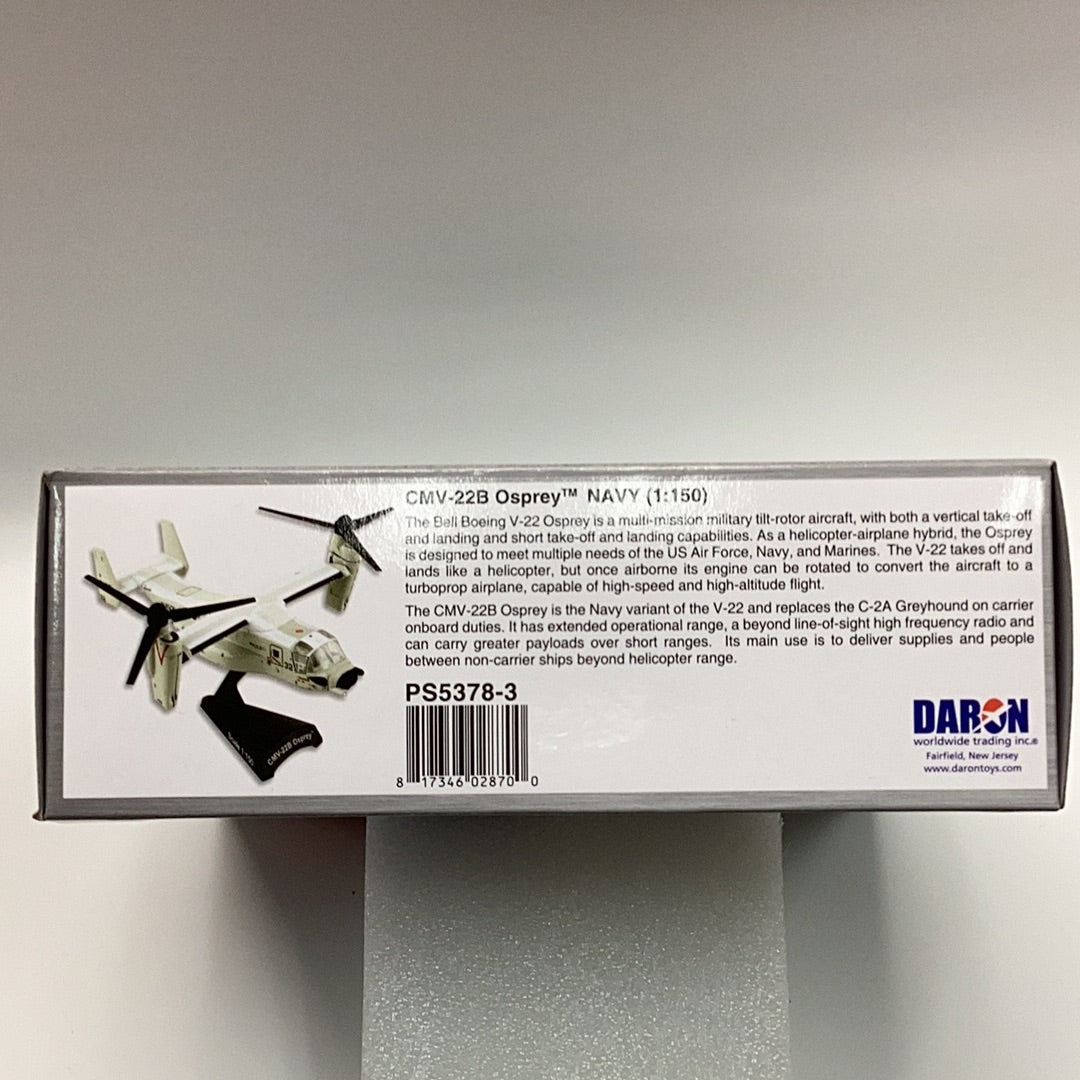 CMV-22B Osprey™ NAVY (1:150)
The Bell Boeing V-22 Osprey is a multi-mission military tilt-rotor aircraft, with both a vertical take-off
and landing and short take-off and landing capabilities. As a helicopter-airplane hybrid, the Osprey
is designed to meet multiple needs of the US Air Force, Navy, and Marines. The V-22 takes off and
lands like a helicopter, but once airborne its engine can be rotated to convert the aircraft to a
turboprop airplane, capable of high-speed and high-altitude flight.
The CMV-22B Osprey is the Navy variant of the V-22 and replaces the C-2A Greyhound on carrier
onboard duties. It has extended operational range, a beyond line-of-sight high frequency radio and
can carry greater payloads over short ranges. Its main use is to deliver supplies and people
between non-carrier ships beyond helicopter range.
PS5378-3
8 17346 02870 0
DARON
worldwide trading inc.®
Fairfield, New Jersey
www.darontoys.com
32
Scale 1:150
CMV-22B Osprey™